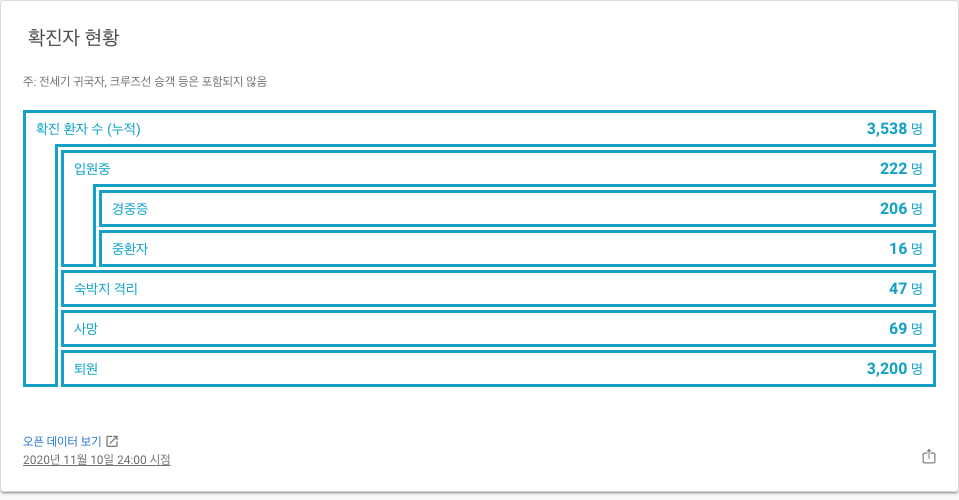 확진자 현황
주: 전세기 귀국자, 크루즈선 승객 등은 포함되지 않음
확진 환자 수 (누적) 3,538 명
입원중 222 명
경중증 206 명
중환자 16 명
숙박지 격리 47 명
사망 69 명
퇴원 3,200 명
오픈 데이터 보기
2020년 11월 10일 24:00 시점